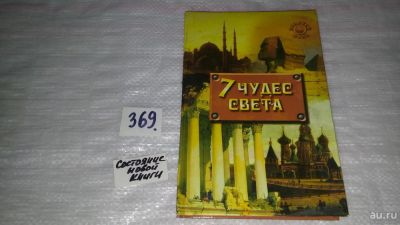 369.
Состояние
новой
книги
7 ЧУДЕС
СВЕТА
au.ru